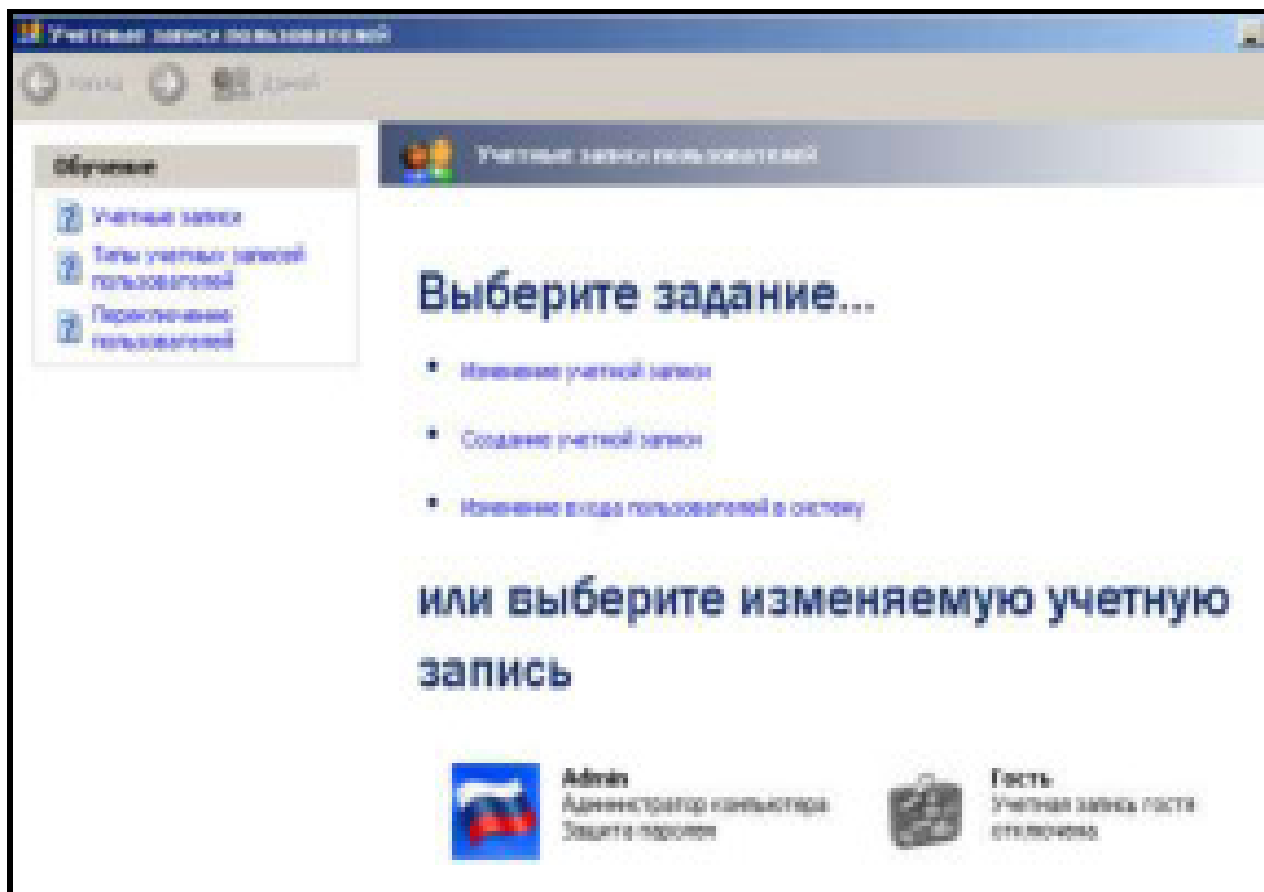 Учетные записи пользователей
Назад
Домой
Обучение
Учетные записи
Типы учетных записей
пользователей
Переключение
пользователей
Учетные записи пользователей
Выберите задание...
Изменение учетной записи
Создание учетной записи
Изменение входа пользователей в систему
или выберите изменяемую учетную
запись
Admin
Администратор компьютера
Защита паролем
Гость
Учетная запись гостя
отключена